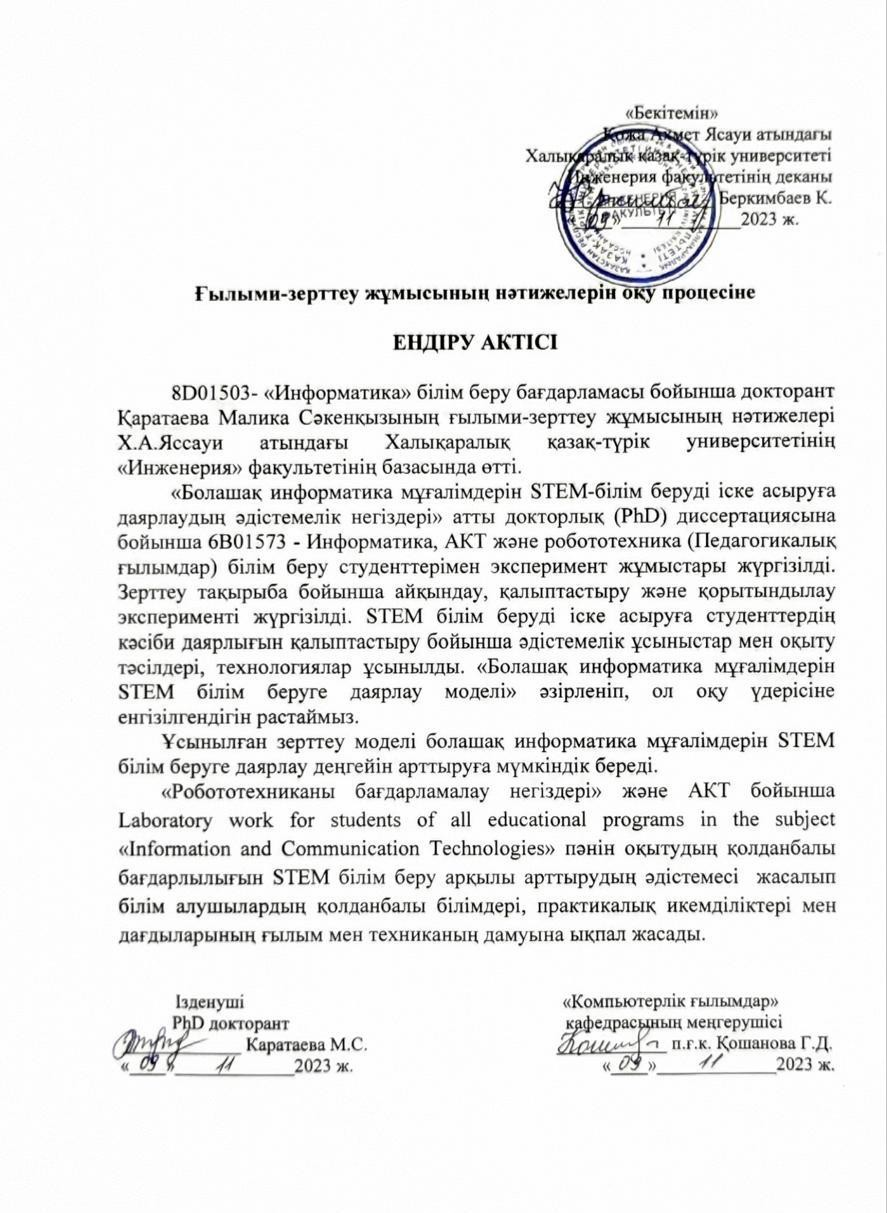 «Бекітемін»
Қожа Ахмет Ясауи атындағы
Халықаралық қазақ-түрік университеті
Инженерия факультетінің деканы
Беркимбаев К.
«09» 11 2023 ж.
ИНЖЕНЕРИЯ
ФАКУЛЬТЕТІ
Ғылыми-зерттеу жұмысының нәтижелерін оқу процесіне
ЕНДІРУ АКТІСІ
8D01503- «Информатика» білім беру бағдарламасы бойынша докторант
Қаратаева Малика Сәкенқызының ғылыми-зерттеу жұмысының нәтижелері
Х.А.Яссауи атындағы Халықаралық қазақ-түрік университетінің
«Инженерия» факультетінің базасында өтті.
«Болашақ информатика мұғалімдерін STEM-білім беруді іске асыруға
даярлаудың әдістемелік негіздері» атты докторлық (PhD) диссертациясына
бойынша 6В01573 - Информатика, АКТ және робототехника (Педагогикалық
ғылымдар) білім беру студенттерімен эксперимент жұмыстары жүргізілді.
Зерттеу тақырыба бойынша айқындау, қалыптастыру және қорытындылау
эксперименті жүргізілді. STEM білім беруді іске асыруға студенттердің
кәсіби даярлығын қалыптастыру бойынша әдістемелік ұсыныстар мен оқыту
тәсілдері, технологиялар ұсынылды. «Болашақ информатика мұғалімдерін
STEM білім беруге даярлау моделі» әзірленіп, ол оқу үдерісіне
енгізілгендігін растаймыз.
Ұсынылған зерттеу моделі болашақ информатика мұғалімдерін STEM
білім беруге даярлау деңгейін арттыруға мүмкіндік береді.
«Робототехниканы бағдарламалау негіздері» және АКТ бойынша
Laboratory work for students of all educational programs in the subject
«Information and Communication Technologies» пәнін оқытудың қолданбалы
бағдарлылығын STEM білім беру арқылы арттырудың әдістемесі жасалып
білім алушылардың қолданбалы білімдері, практикалық икемділіктері мен
дағдыларының ғылым мен техниканың дамуына ықпал жасады.
Ізденуші
PhD докторант
Каратаева М.С.
«09» 11 2023 ж.
«Компьютерлік ғылымдар»
кафедрасының меңгерушісі
п.ғ.к. Қошанова Г.Д.
«09» 11 2023 ж.